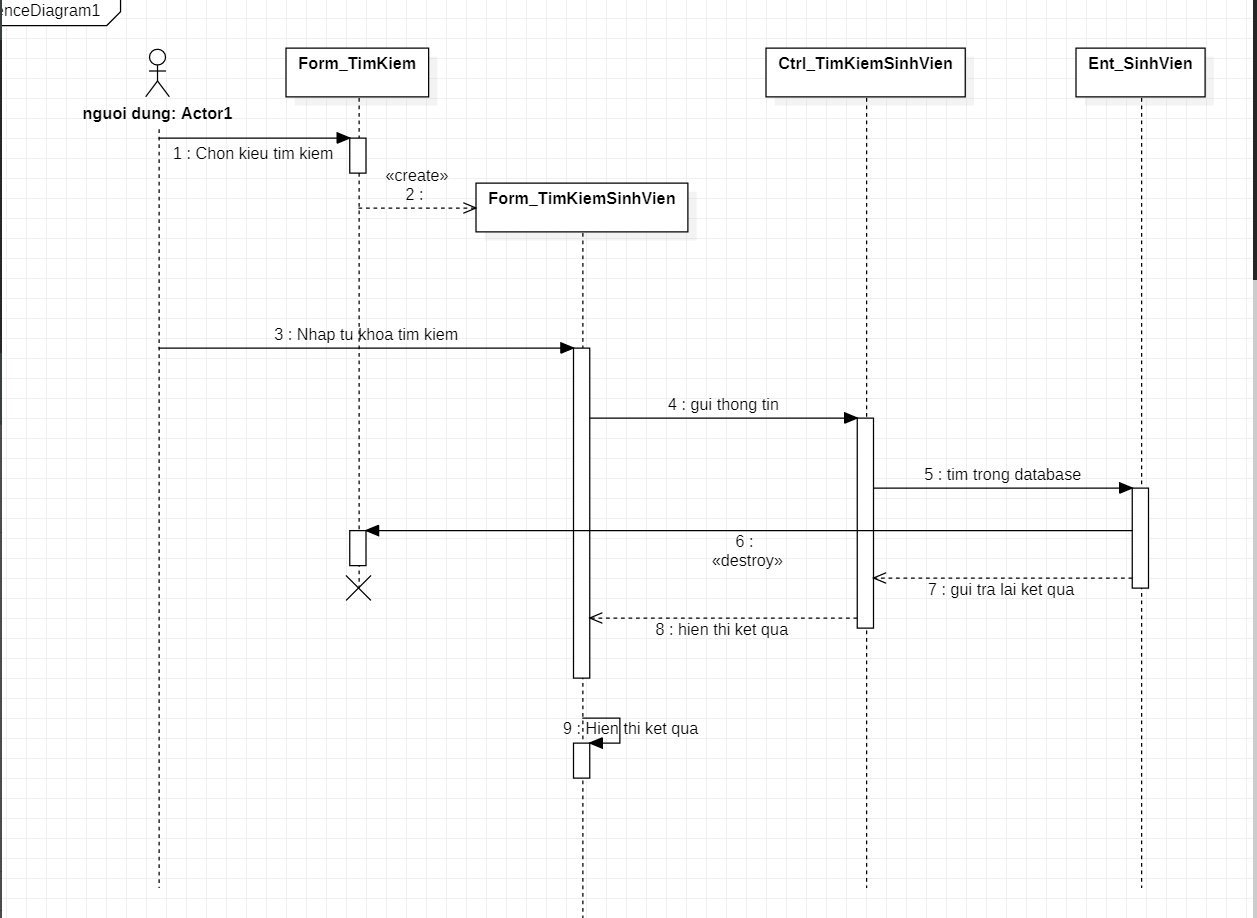 enceDiagram1
Form_TimKiem
Ctrl_TimKiemSinhVien
Ent_SinhVien
nguoi dung: Actor1
1 : Chon kieu tim kiem
«create»
2 :
Form_TimKiemSinhVien
3 : Nhap tu khoa tim kiem
4 : gui thong tin
5 : tim trong database
6 :
«destroy»
7 : gui tra lai ket qua
8 : hien thi ket qua
9 : Hien thi ket qua